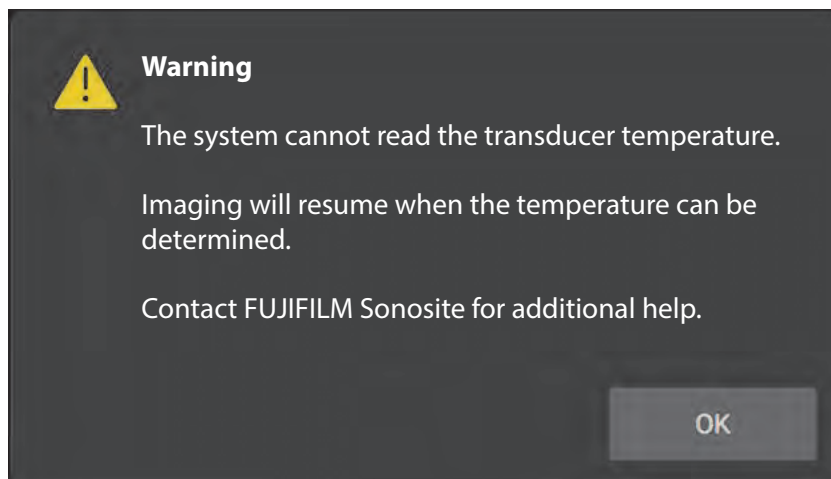 Warning
The system cannot read the transducer temperature.
Imaging will resume when the temperature can be
determined.
Contact FUJIFILM Sonosite for additional help.
OK